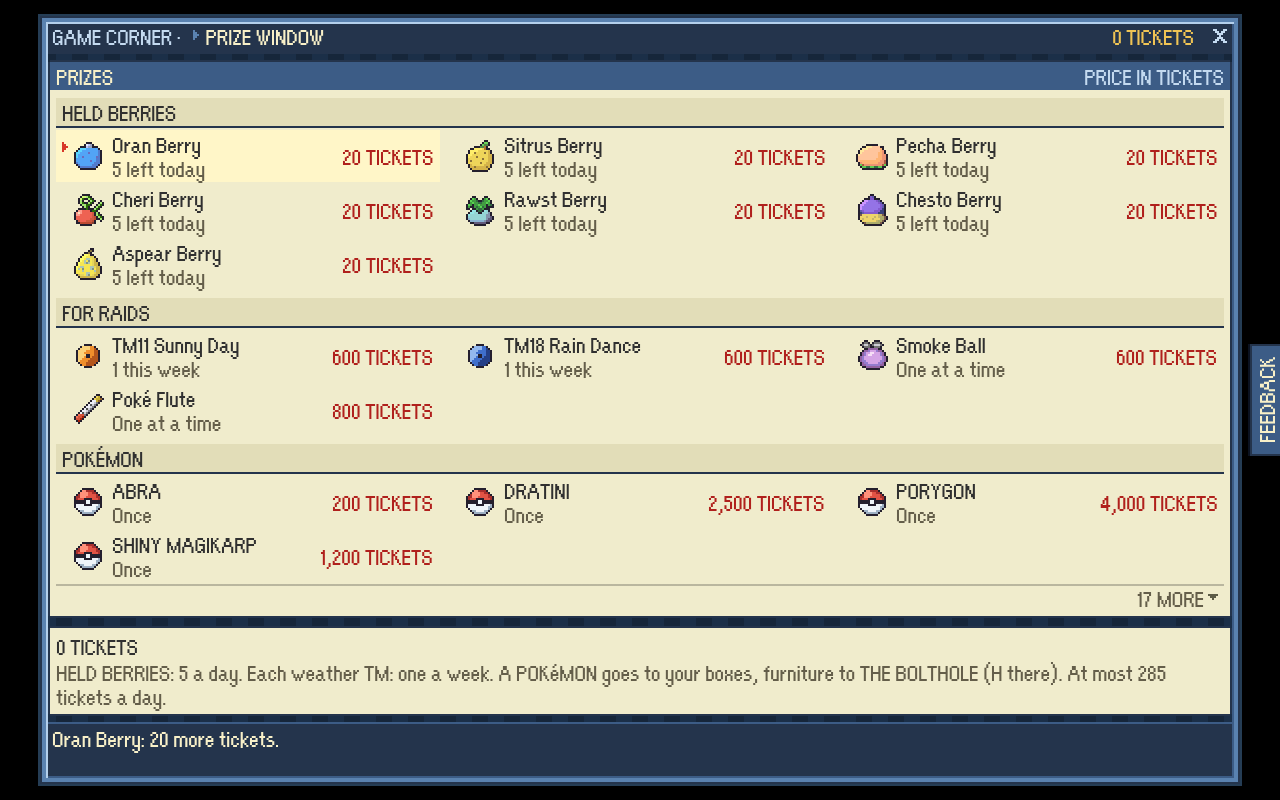 GAME CORNER · PRIZE WINDOW
0 TICKETS X
PRIZES
PRICE IN TICKETS
HELD BERRIES
Oran Berry
5 left today
20 TICKETS
Sitrus Berry
5 left today
20 TICKETS
Pecha Berry
5 left today
20 TICKETS
Cheri Berry
5 left today
20 TICKETS
Rawst Berry
5 left today
20 TICKETS
Chesto Berry
5 left today
20 TICKETS
Aspear Berry
5 left today
20 TICKETS
FOR RAIDS
TM11 Sunny Day
1 this week
600 TICKETS
TM18 Rain Dance
1 this week
600 TICKETS
Smoke Ball
One at a time
600 TICKETS
Poké Flute
One at a time
800 TICKETS
POKÉMON
ABRA
Once
200 TICKETS
DRATINI
Once
2,500 TICKETS
PORYGON
Once
4,000 TICKETS
SHINY MAGIKARP
Once
1,200 TICKETS
17 MORE
0 TICKETS
HELD BERRIES: 5 a day. Each weather TM: one a week. A POKéMON goes to your boxes, furniture to THE BOLTHOLE (H there). At most 285
tickets a day.
Oran Berry: 20 more tickets.
FEEDBACK